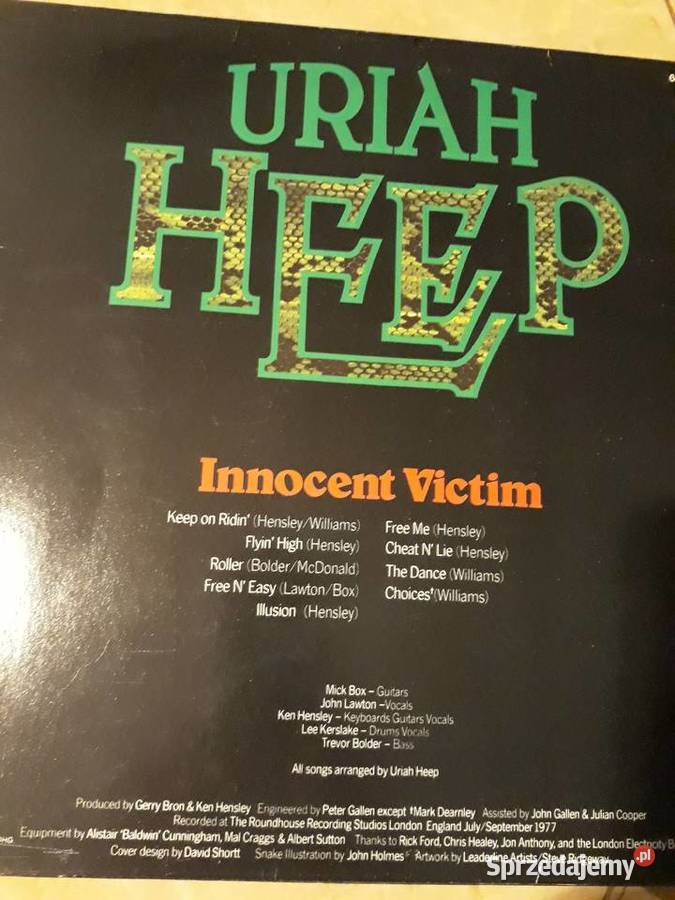 6
URIAH
HEEP
Innocent Victim
Keep on Ridin' (Hensley/Williams)
Flyin' High (Hensley)
Roller (Bolder/McDonald)
Free N' Easy (Lawton/Box)
Illusion (Hensley)
Free Me (Hensley)
Cheat N' Lie (Hensley)
The Dance (Williams)
Choices† (Williams)
Mick Box – Guitars
John Lawton – Vocals
Ken Hensley – Keyboards Guitars Vocals
Lee Kerslake – Drums Vocals
Trevor Bolder – Bass
All songs arranged by Uriah Heep
Produced by Gerry Bron & Ken Hensley Engineered by Peter Gallen except †Mark Dearnley Assisted by John Gallen & Julian Cooper
Recorded at The Roundhouse Recording Studios London England July/September 1977
Equipment by Alistair 'Baldwin' Cunningham, Mal Craggs & Albert Sutton Thanks to Rick Ford, Chris Healey, Jon Anthony, and the London Electricity B
Cover design by David Shortt Snake Illustration by John Holmes Artwork by Leaderline Artists/Steve Ridgeway
Sprzedajemy.pl